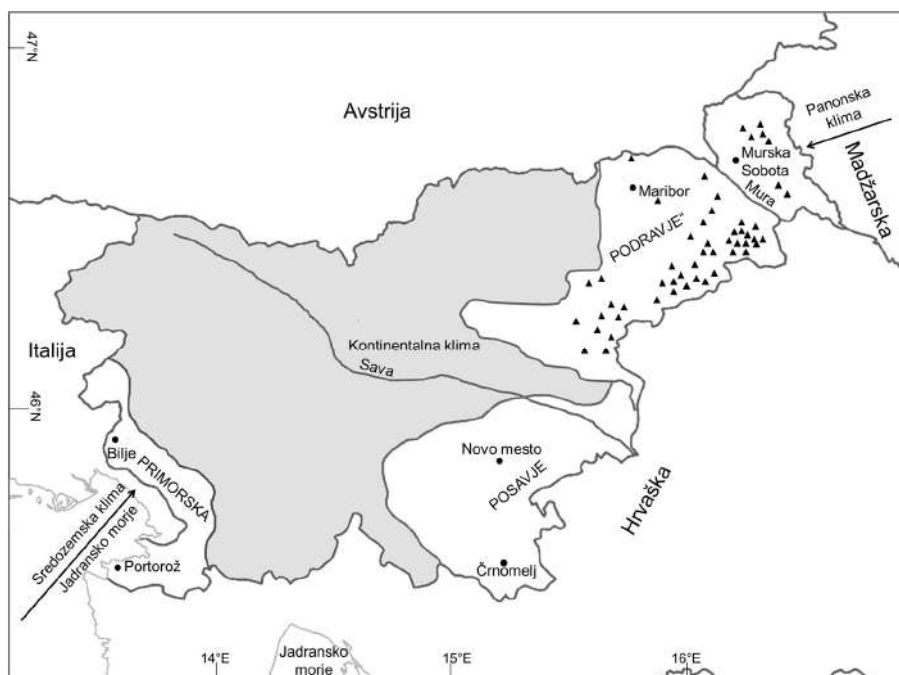 47°N
Avstrija
Panonska
klima
Murska
Sobota
Madžarska
Mura
Maribor
PODRAVJE“
Kontinentalna klima
Italija
Sava
46°N
Bilje
PRIMORSKA
Novo mesto
POSAVJE
Hrvaška
Sredozemska klima
Jadransko morje
Portorož
Črnomelj
Jadransko
morje
14°E
15°E
16°E